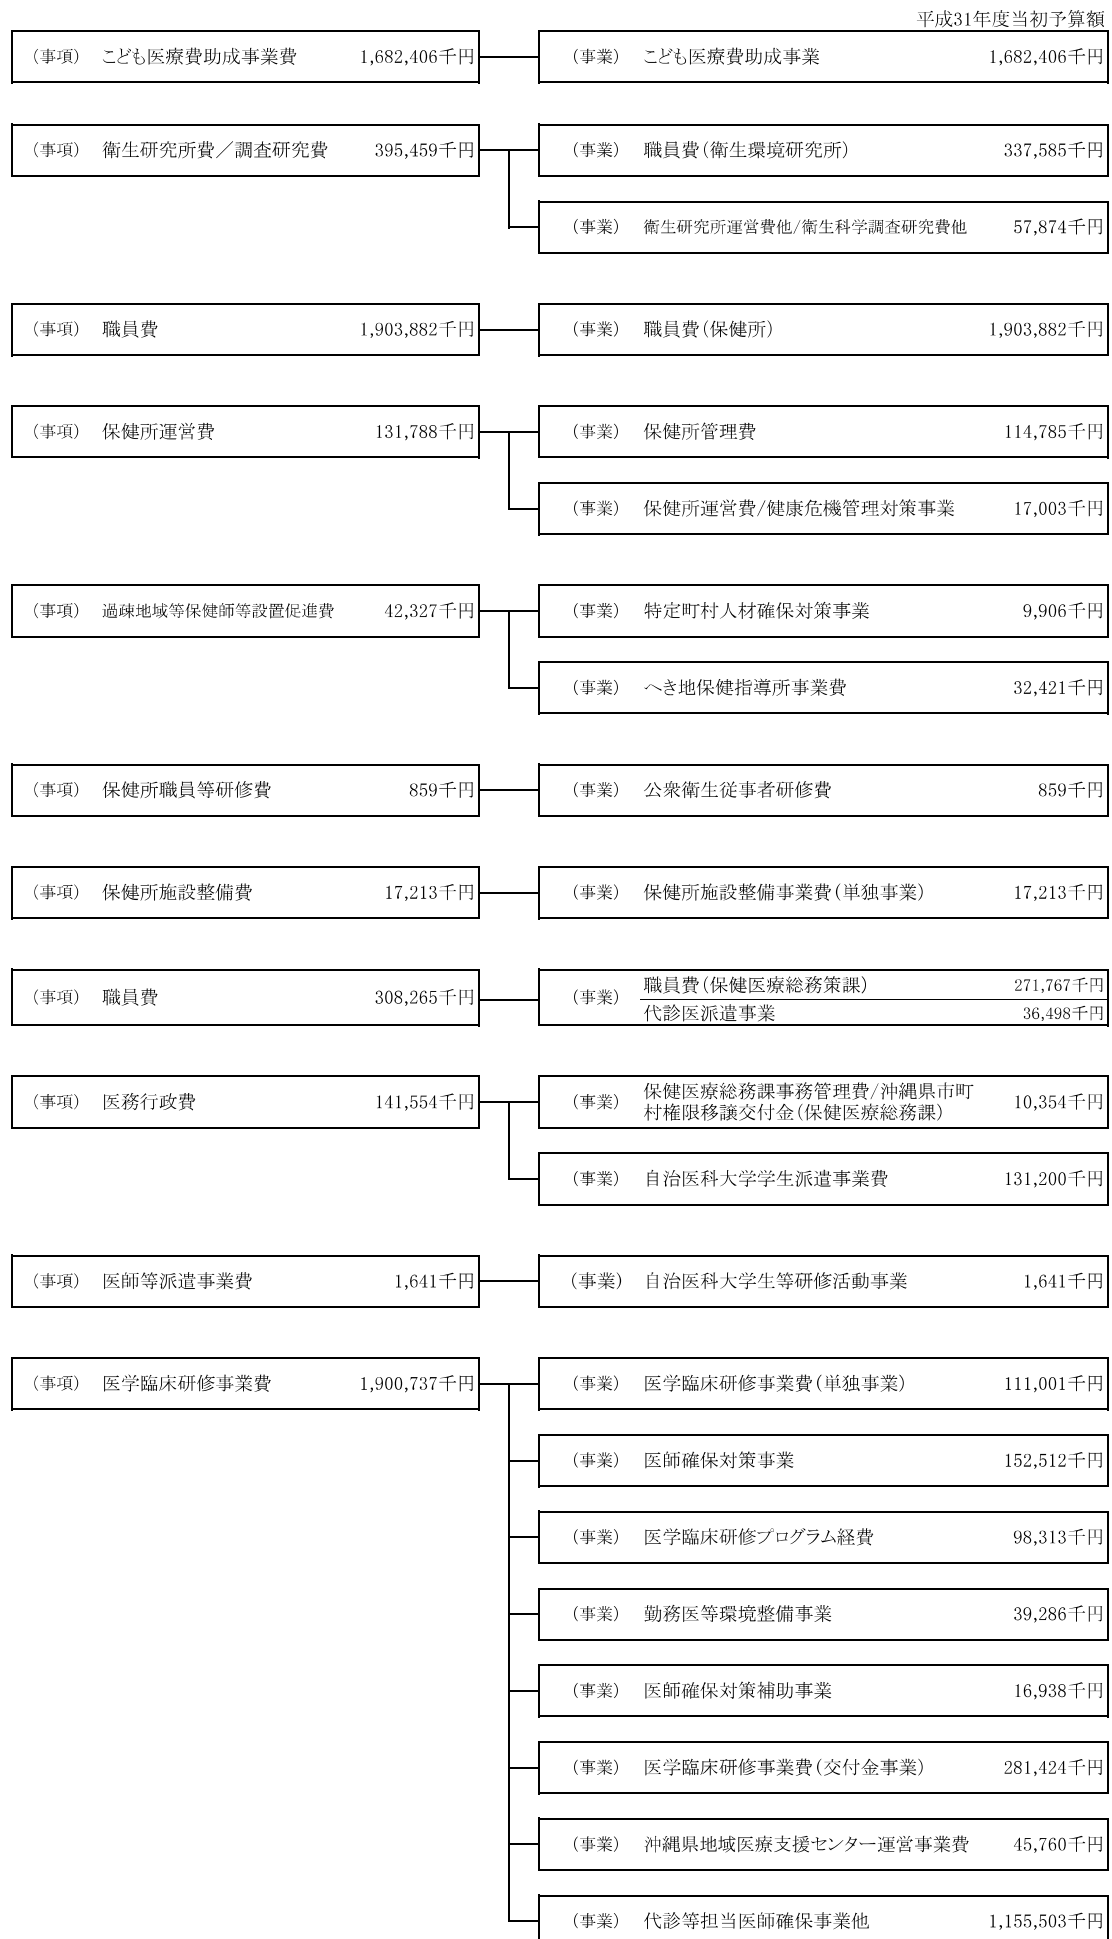 平成31年度当初予算額
（事項） こども医療費助成事業費 1,682,406千円 （事業） こども医療費助成事業 1,682,406千円
（事項） 衛生研究所費／調査研究費 395,459千円 （事業） 職員費（衛生環境研究所） 337,585千円
（事業） 衛生研究所運営費他/衛生科学調査研究費他 57,874千円
（事項） 職員費 1,903,882千円 （事業） 職員費（保健所） 1,903,882千円
（事項） 保健所運営費 131,788千円 （事業） 保健所管理費 114,785千円
（事業） 保健所運営費/健康危機管理対策事業 17,003千円
（事項） 過疎地域等保健師等設置促進費 42,327千円 （事業） 特定町村人材確保対策事業 9,906千円
（事業） へき地保健指導所事業費 32,421千円
（事項） 保健所職員等研修費 859千円 （事業） 公衆衛生従事者研修費 859千円
（事項） 保健所施設整備費 17,213千円 （事業） 保健所施設整備事業費（単独事業） 17,213千円
（事項） 職員費 308,265千円 （事業） 職員費（保健医療総務策課） 271,767千円
代診医派遣事業 36,498千円
（事項） 医務行政費 141,554千円 （事業） 保健医療総務課事務管理費/沖縄県市町
村権限移譲交付金（保健医療総務課） 10,354千円
（事業） 自治医科大学学生派遣事業費 131,200千円
（事項） 医師等派遣事業費 1,641千円 （事業） 自治医科大学生等研修活動事業 1,641千円
（事項） 医学臨床研修事業費 1,900,737千円 （事業） 医学臨床研修事業費（単独事業） 111,001千円
（事業） 医師確保対策事業 152,512千円
（事業） 医学臨床研修プログラム経費 98,313千円
（事業） 勤務医等環境整備事業 39,286千円
（事業） 医師確保対策補助事業 16,938千円
（事業） 医学臨床研修事業費（交付金事業） 281,424千円
（事業） 沖縄県地域医療支援センター運営事業費 45,760千円
（事業） 代診等担当医師確保事業他 1,155,503千円